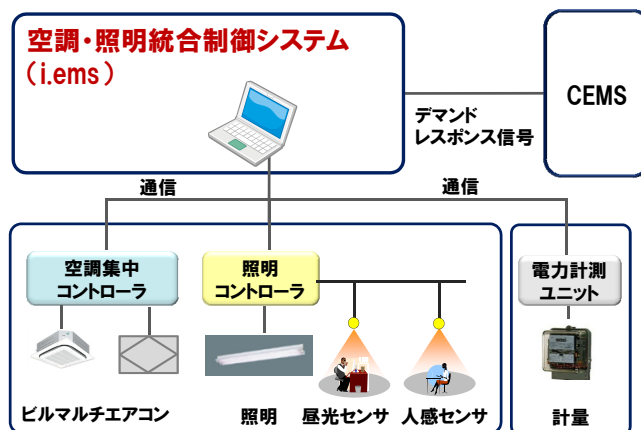 空調・照明統合制御システム
（i.ems）
CEMS
デマンド
レスポンス信号
通信
通信
空調集中
コントローラ
照明
コントローラ
電力計測
ユニット
ビルマルチエアコン
照明
昼光センサ
人感センサ
計量